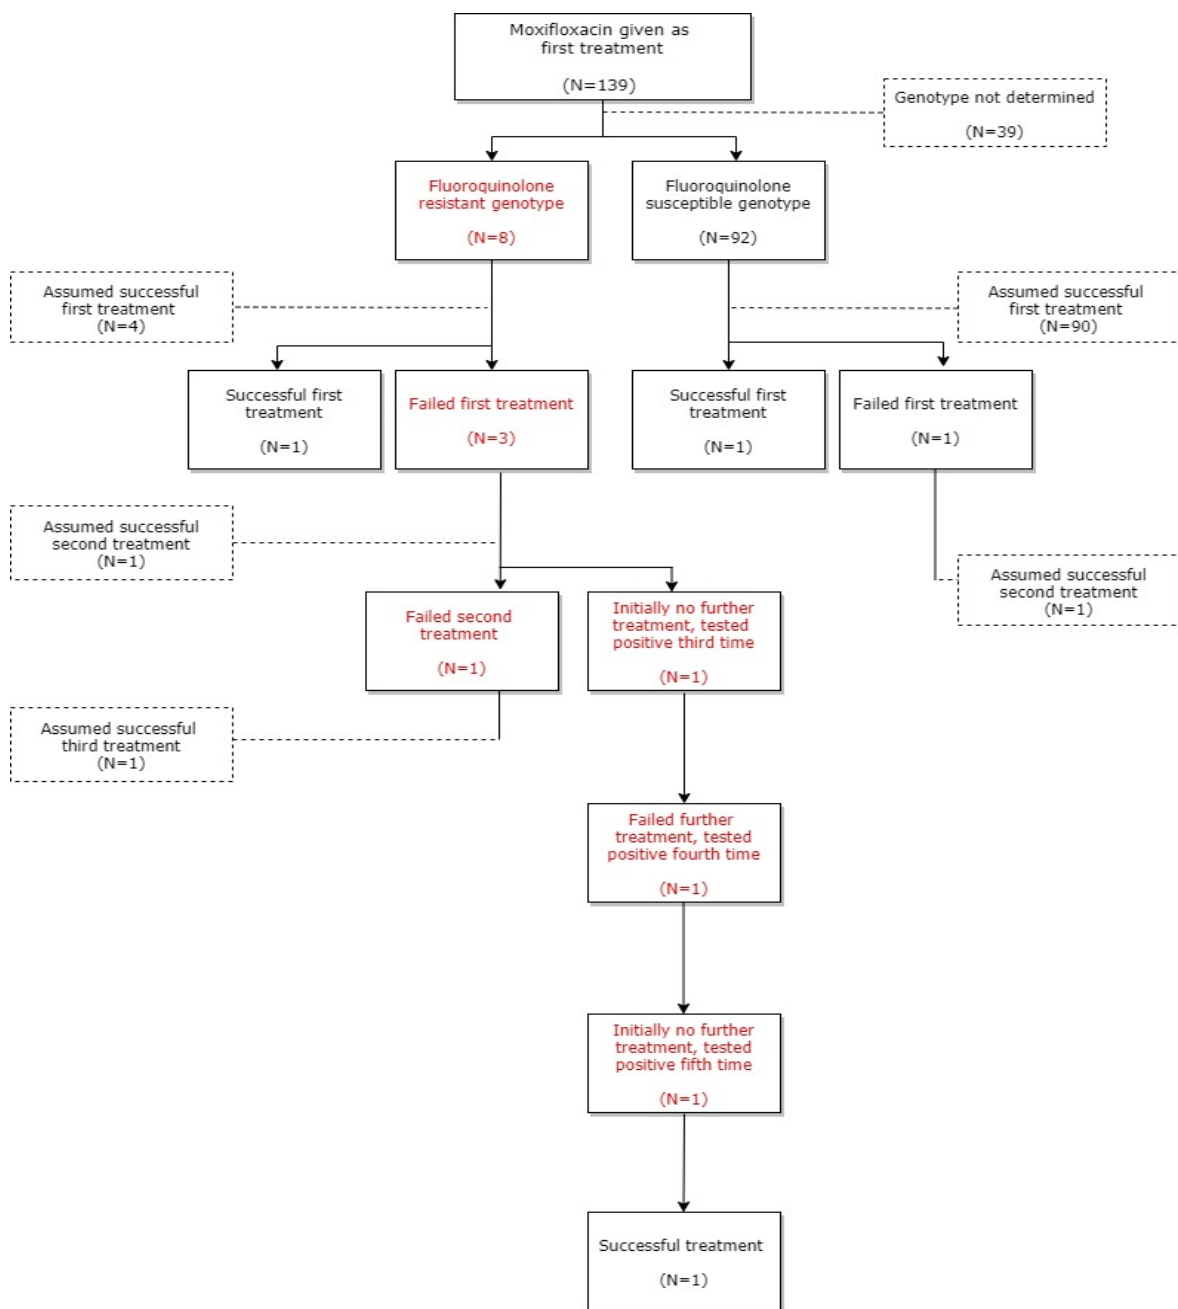 Moxifloxacin given as
first treatment
(N=139)
Genotype not determined
(N=39)
Fluoroquinolone
resistant genotype
(N=8)
Fluoroquinolone
susceptible genotype
(N=92)
Assumed successful
first treatment
(N=4)
Assumed successful
first treatment
(N=90)
Successful first
treatment
(N=1)
Failed first treatment
(N=3)
Successful first
treatment
(N=1)
Failed first treatment
(N=1)
Assumed successful
second treatment
(N=1)
Assumed successful
second treatment
(N=1)
Failed second
treatment
(N=1)
Initially no further
treatment, tested
positive third time
(N=1)
Assumed successful
third treatment
(N=1)
Failed further
treatment, tested
positive fourth time
(N=1)
Initially no further
treatment, tested
positive fifth time
(N=1)
Successful treatment
(N=1)